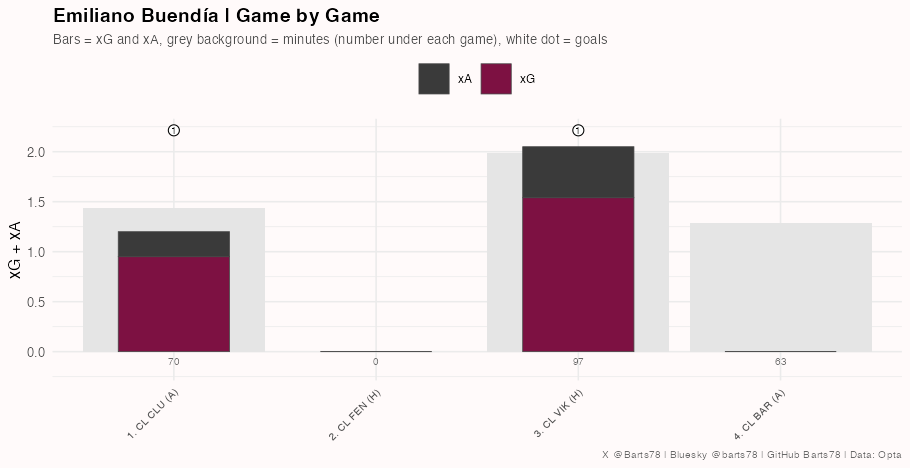 Emiliano Buendía | Game by Game
Bars = xG and xA, grey background = minutes (number under each game), white dot = goals
xA xG
1 1
2.0
1.5
1.0
0.5
0.0
xG + xA
70 0 97 63
1. CL CLU (A) 2. CL FEN (H) 3. CL VIK (H) 4. CL BAR (A)
X @Barts78 | Bluesky @barts78 | GitHub Barts78 | Data: Opta